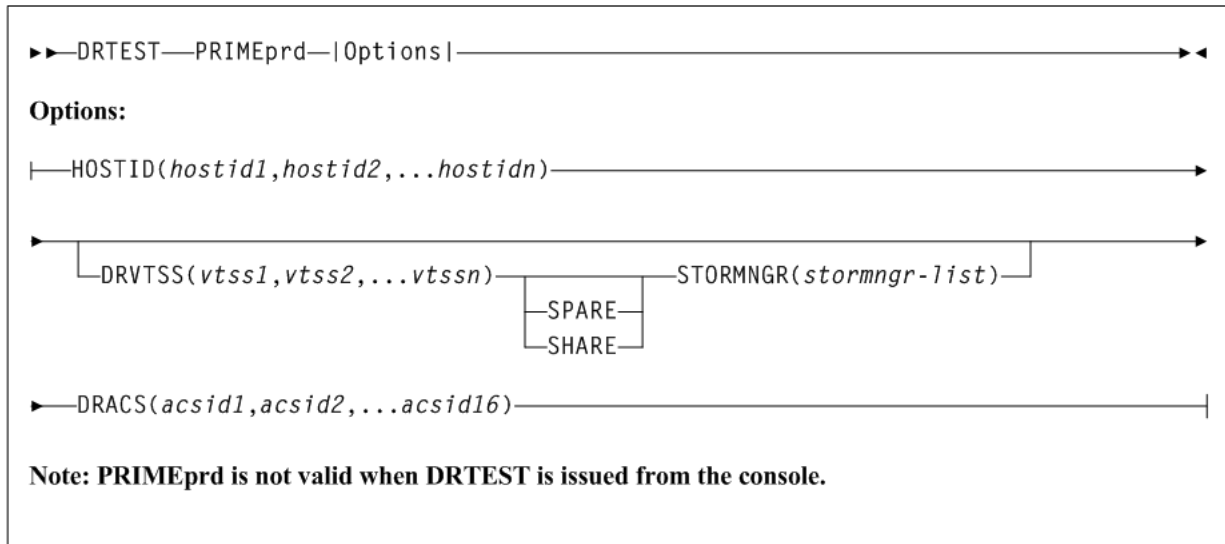 DRTEST PRIMEprd |Options|
Options:
HOSTID(hostid1,hostid2,...hostidn)
DRVTSS(vtss1,vtss2,...vtssn) STORMNGR(stormngr-list)
SPARE
SHARE
DRACS(acsid1,acsid2,...acsid16)
Note: PRIMEprd is not valid when DRTEST is issued from the console.